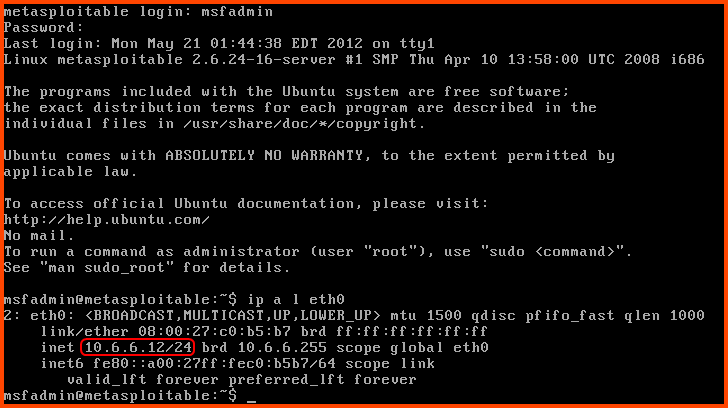 metasploitable login: msfadmin
Password:
Last login: Mon May 21 01:44:38 EDT 2012 on tty1
Linux metasploitable 2.6.24-16-server #1 SMP Thu Apr 10 13:58:00 UTC 2008 i686
The programs included with the Ubuntu system are free software;
the exact distribution terms for each program are described in the
individual files in /usr/share/doc/*/copyright.
Ubuntu comes with ABSOLUTELY NO WARRANTY, to the extent permitted by
applicable law.
To access official Ubuntu documentation, please visit:
http://help.ubuntu.com/
No mail.
To run a command as administrator (user "root"), use "sudo <command>".
See "man sudo_root" for details.
msfadmin@metasploitable:~$ ip a l eth0
2: eth0: <BROADCAST,MULTICAST,UP,LOWER_UP> mtu 1500 qdisc pfifo_fast qlen 1000
link/ether 08:00:27:c0:b5:b7 brd ff:ff:ff:ff:ff:ff
inet 10.6.6.12/24 brd 10.6.6.255 scope global eth0
inet6 fe80::a00:27ff:fec0:b5b7/64 scope link
valid_lft forever preferred_lft forever
msfadmin@metasploitable:~$ _